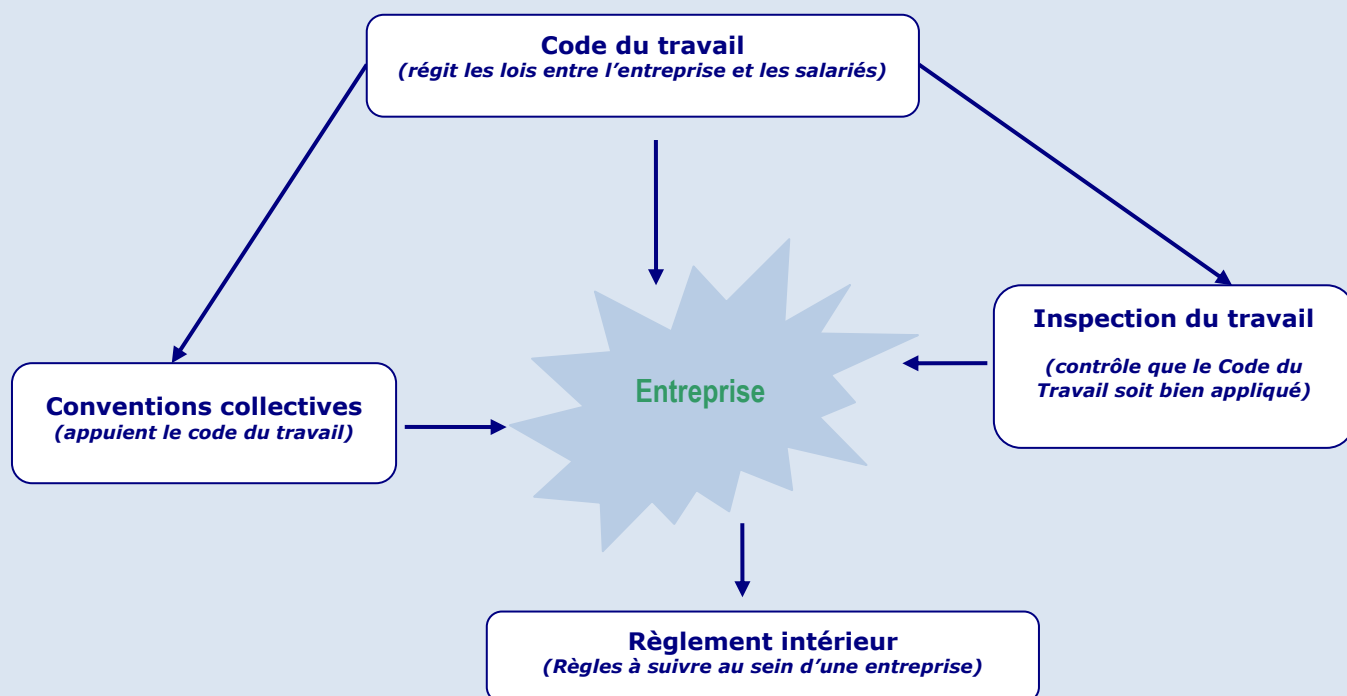 Code du travail
(régit les lois entre l’entreprise et les salariés)
Inspection du travail
(contrôle que le Code du
Travail soit bien appliqué)
Entreprise
Conventions collectives
(appuient le code du travail)
Règlement intérieur
(Règles à suivre au sein d’une entreprise)